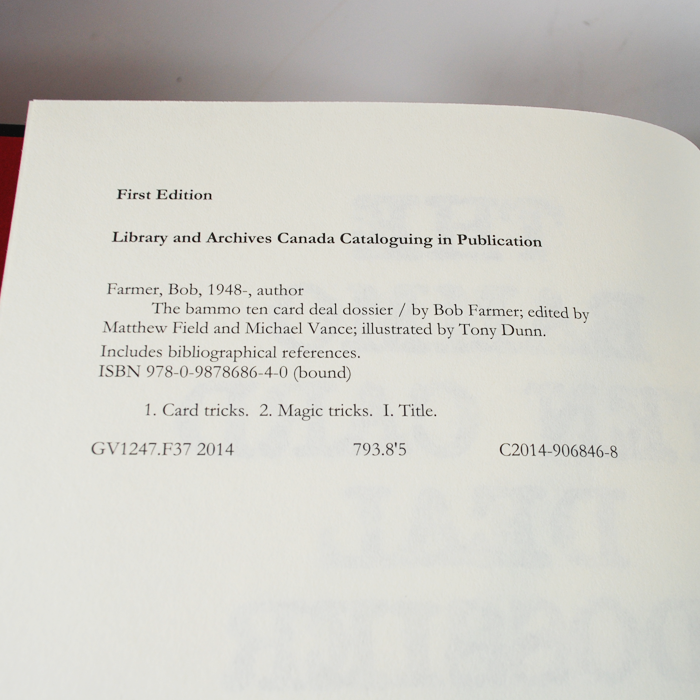 First Edition
Library and Archives Canada Cataloguing in Publication
Farmer, Bob, 1948-, author
The bammo ten card deal dossier / by Bob Farmer; edited by
Matthew Field and Michael Vance; illustrated by Tony Dunn.
Includes bibliographical references.
ISBN 978-0-9878686-4-0 (bound)
1. Card tricks. 2. Magic tricks. I. Title.
GV1247.F37 2014 793.8'5 C2014-906846-8